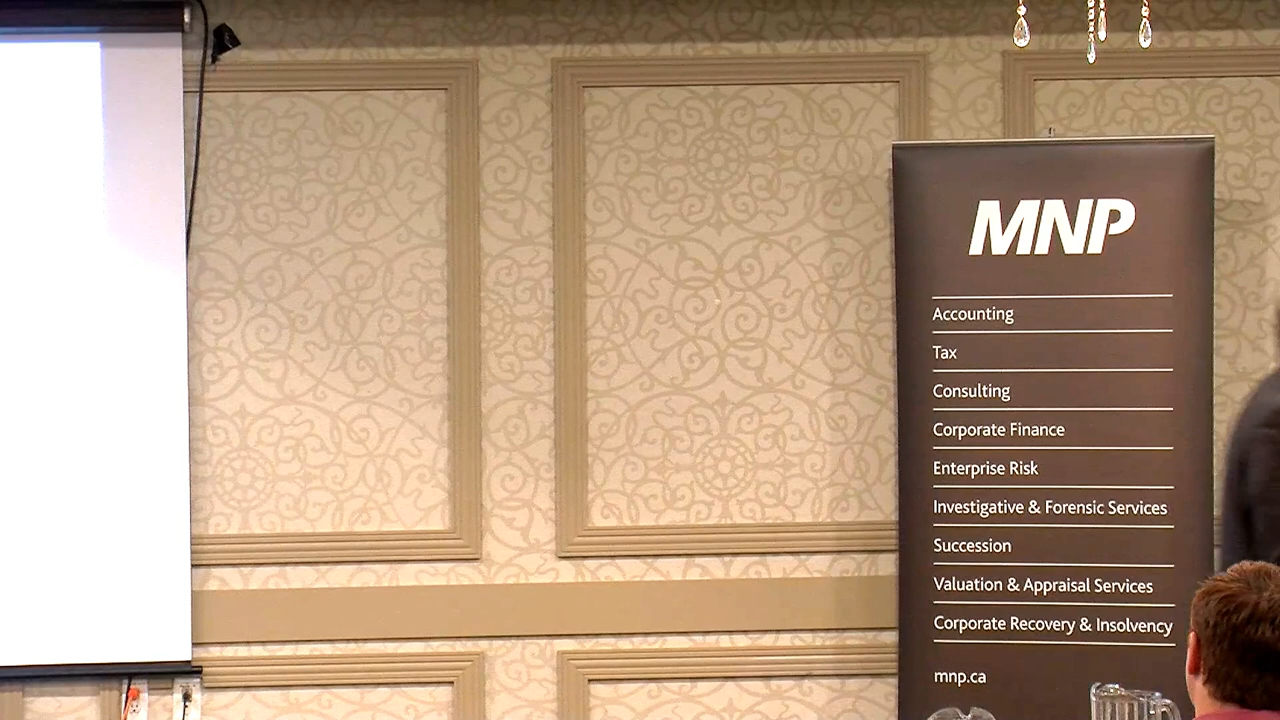 MNP
Accounting
Tax
Consulting
Corporate Finance
Enterprise Risk
Investigative & Forensic Services
Succession
Valuation & Appraisal Services
Corporate Recovery & Insolvency
mnp.ca